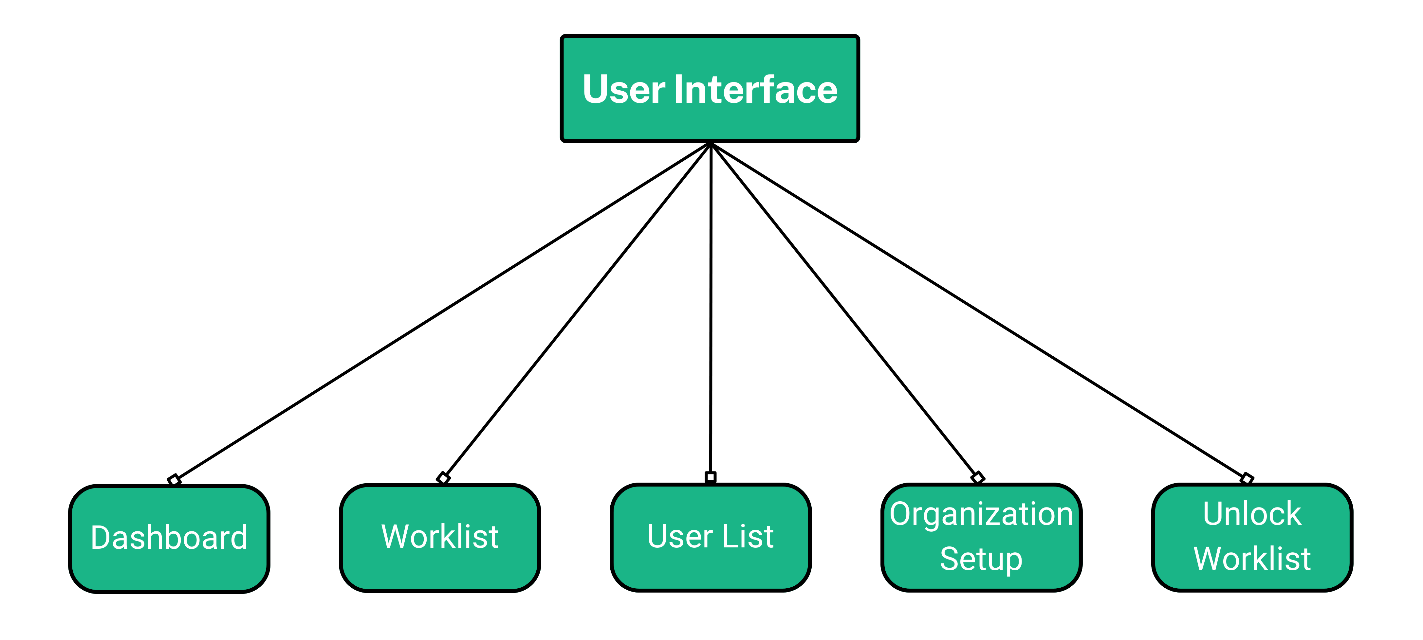 User Interface
Dashboard
Worklist
User List
Organization
Setup
Unlock
Worklist